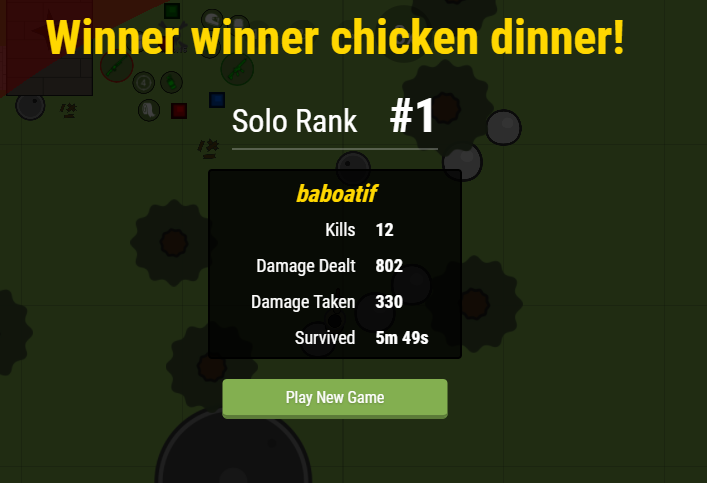 Winner winner chicken dinner!
Solo Rank #1
baboatif
Kills 12
Damage Dealt 802
Damage Taken 330
Survived 5m 49s
Play New Game